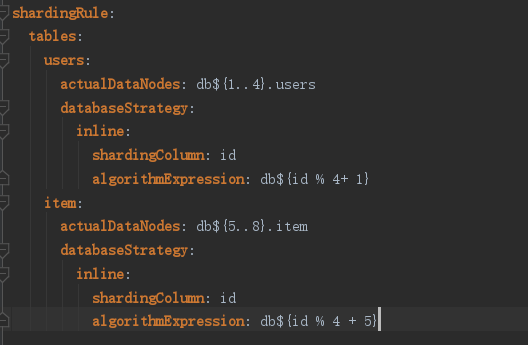 shardingRule:
  tables:
    users:
      actualDataNodes: db${1..4}.users
      databaseStrategy:
        inline:
          shardingColumn: id
          algorithmExpression: db${id % 4+ 1}
    item:
      actualDataNodes: db${5..8}.item
      databaseStrategy:
        inline:
          shardingColumn: id
          algorithmExpression: db${id % 4 + 5}